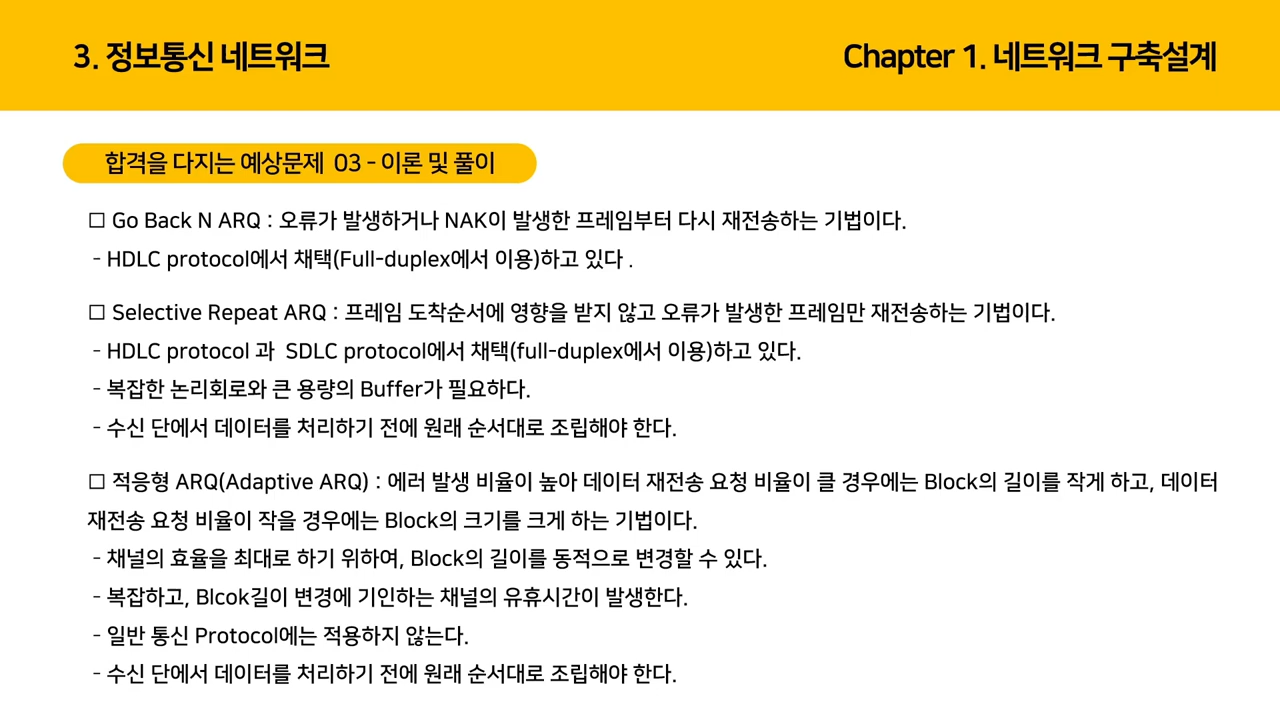 3. 정보통신 네트워크
Chapter 1. 네트워크 구축설계
합격을 다지는 예상문제 03 - 이론 및 풀이
□ Go Back N ARQ : 오류가 발생하거나 NAK이 발생한 프레임부터 다시 재전송하는 기법이다.
- HDLC protocol에서 채택(Full-duplex에서 이용)하고 있다 .
□ Selective Repeat ARQ : 프레임 도착순서에 영향을 받지 않고 오류가 발생한 프레임만 재전송하는 기법이다.
- HDLC protocol 과 SDLC protocol에서 채택(full-duplex에서 이용)하고 있다.
- 복잡한 논리회로와 큰 용량의 Buffer가 필요하다.
- 수신 단에서 데이터를 처리하기 전에 원래 순서대로 조립해야 한다.
□ 적응형 ARQ(Adaptive ARQ) : 에러 발생 비율이 높아 데이터 재전송 요청 비율이 클 경우에는 Block의 길이를 작게 하고, 데이터
재전송 요청 비율이 작을 경우에는 Block의 크기를 크게 하는 기법이다.
- 채널의 효율을 최대로 하기 위하여, Block의 길이를 동적으로 변경할 수 있다.
- 복잡하고, Blcok길이 변경에 기인하는 채널의 유휴시간이 발생한다.
- 일반 통신 Protocol에는 적용하지 않는다.
- 수신 단에서 데이터를 처리하기 전에 원래 순서대로 조립해야 한다.